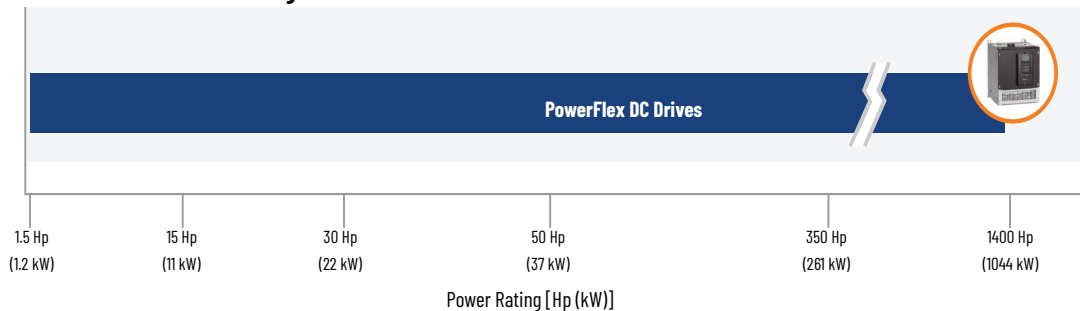 PowerFlex DC Drives
1.5 Hp 15 Hp 30 Hp 50 Hp 350 Hp 1400 Hp
(1.2 kW) (11 kW) (22 kW) (37 kW) (261 kW) (1044 kW)
Power Rating [Hp (kW)]